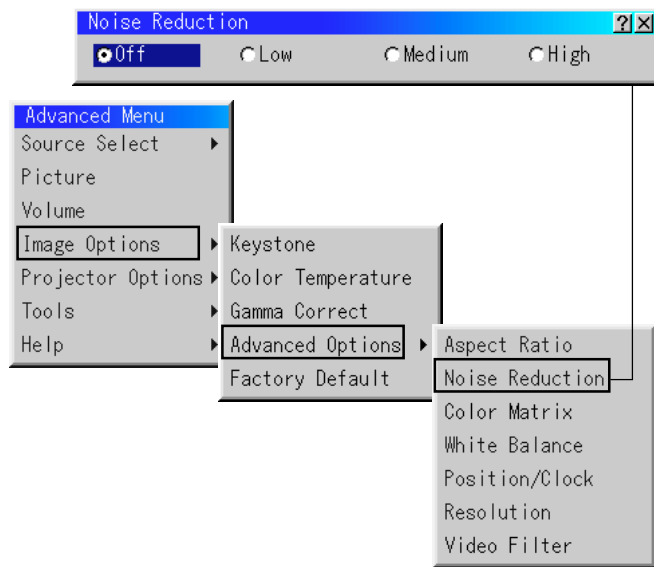 Noise Reduction ? ×
Off Low Medium High
Advanced Menu
Source Select
Picture
Volume
Image Options
Projector Options
Tools
Help
Keystone
Color Temperature
Gamma Correct
Advanced Options
Factory Default
Aspect Ratio
Noise Reduction
Color Matrix
White Balance
Position/Clock
Resolution
Video Filter